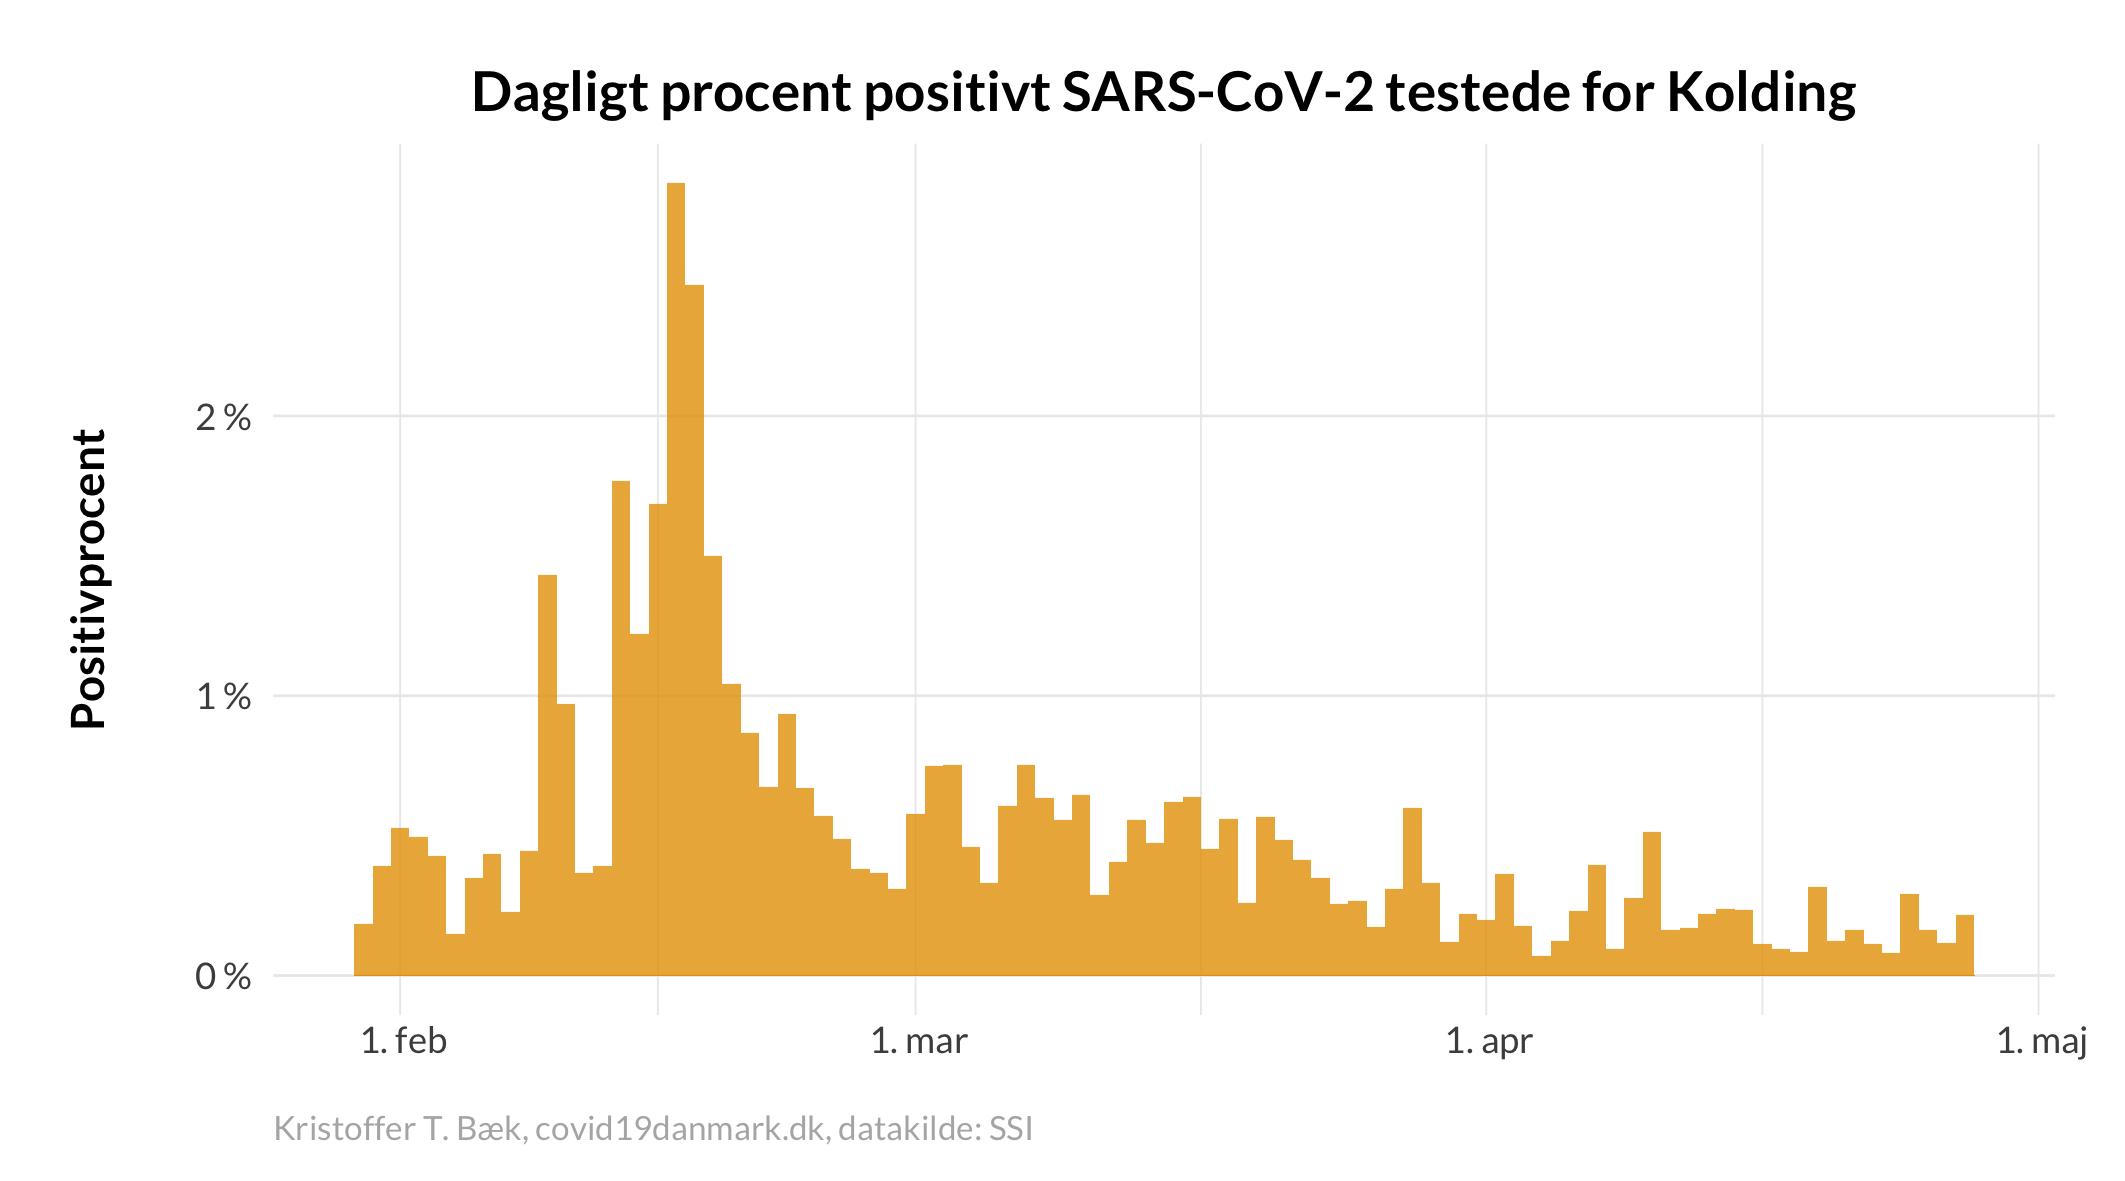 Dagligt procent positivt SARS-CoV-2 testede for Kolding
Positivprocent
2 %
1 %
0 %
1. feb
1. mar
1. apr
1. maj
Kristoffer T. Bæk, covid19danmark.dk, datakilde: SSI